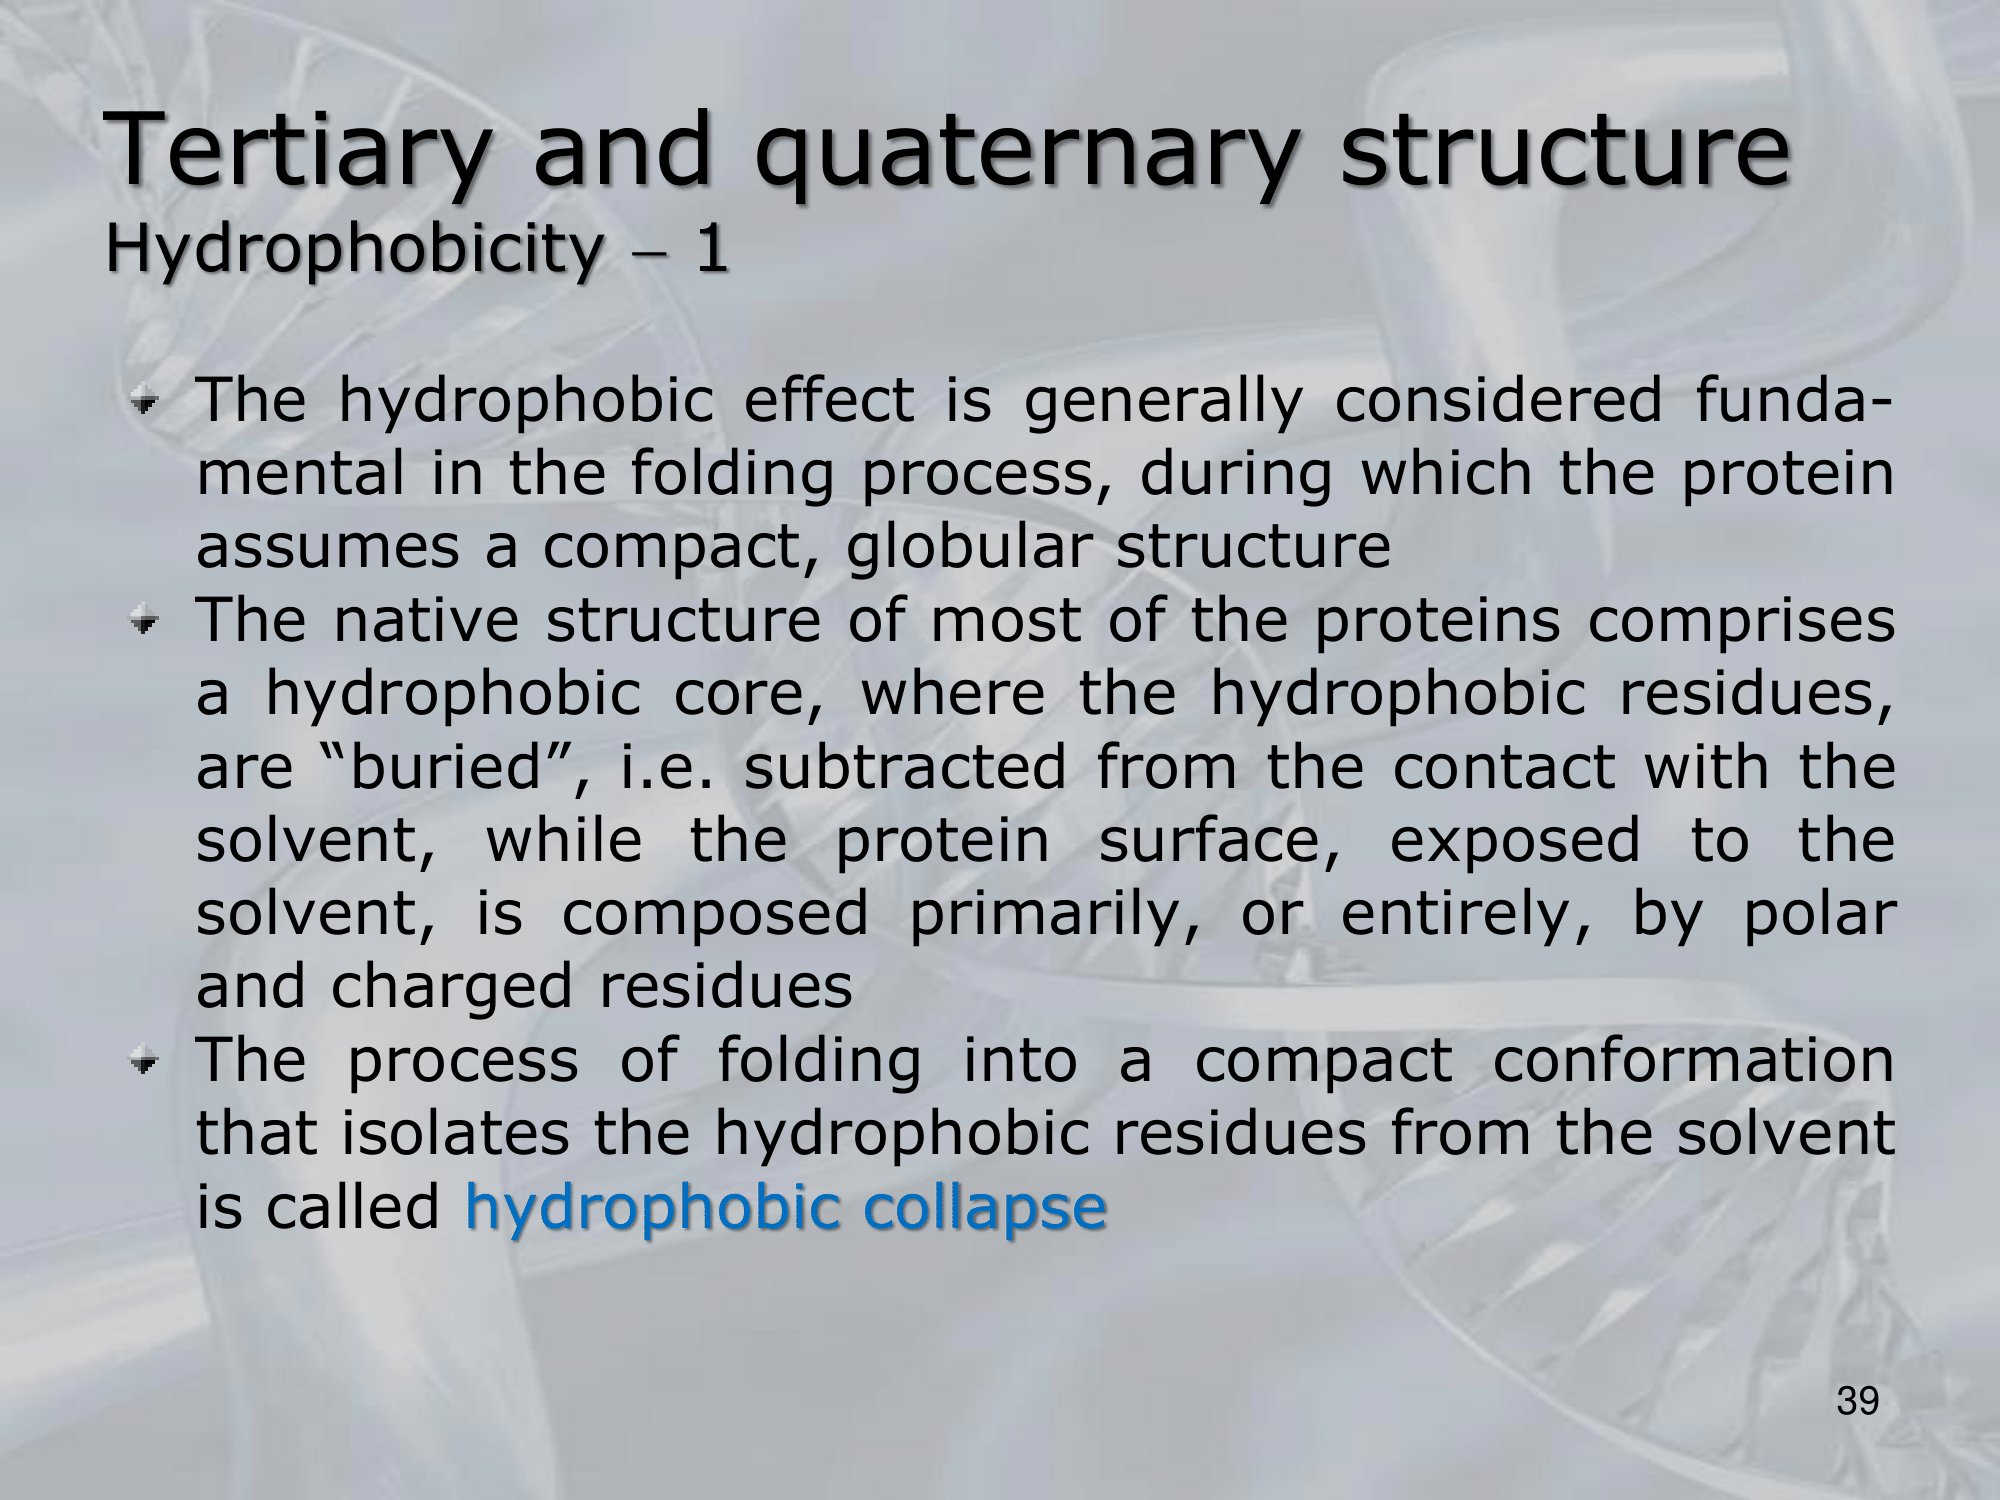 Tertiary and quaternary structure
Hydrophobicity – 1
The hydrophobic effect is generally considered funda-
mental in the folding process, during which the protein
assumes a compact, globular structure
The native structure of most of the proteins comprises
a hydrophobic core, where the hydrophobic residues,
are “buried”, i.e. subtracted from the contact with the
solvent, while the protein surface, exposed to the
solvent, is composed primarily, or entirely, by polar
and charged residues
The process of folding into a compact conformation
that isolates the hydrophobic residues from the solvent
is called hydrophobic collapse
39